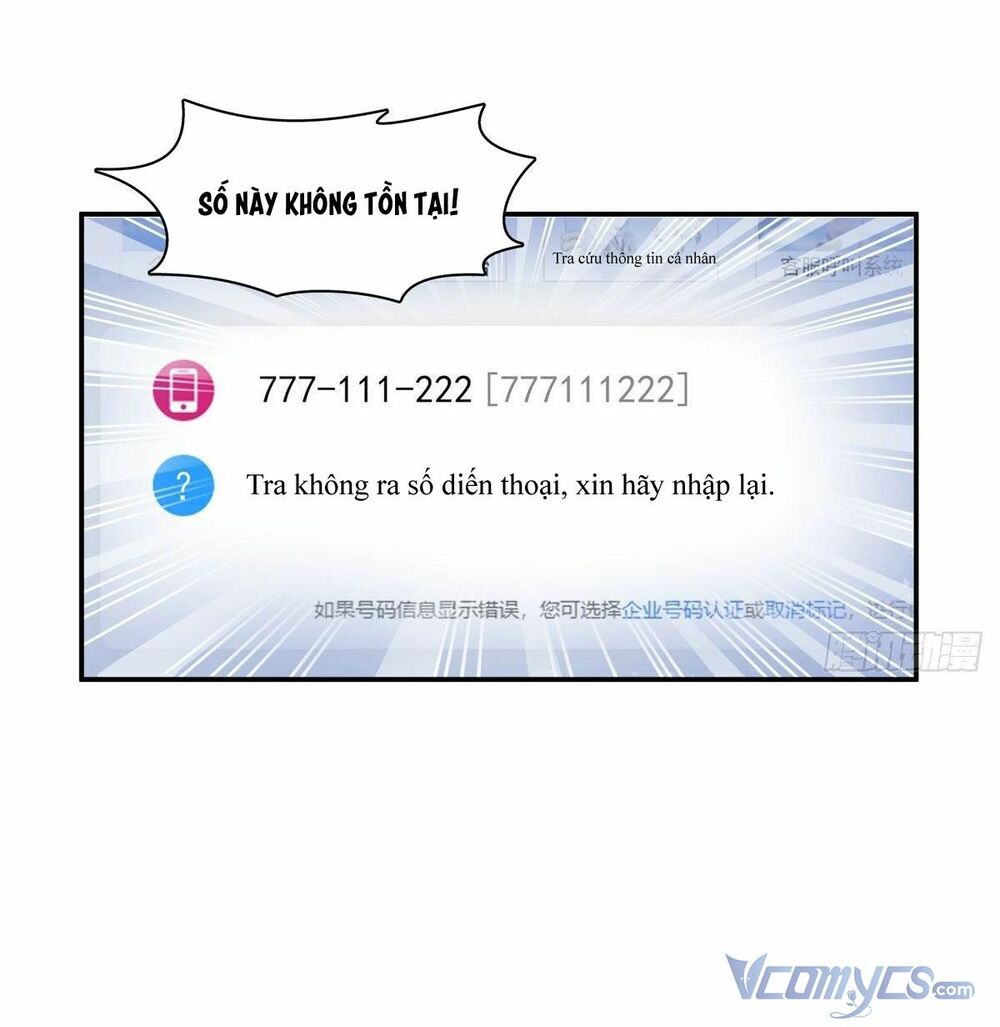 SỐ NÀY KHÔNG TỒN TẠI!
Tra cứu thông tin cá nhân
客服呼叫系统
777-111-222 [777111222]
?
Tra không ra số diến thoại, xin hãy nhập lại.
如果号码信息显示错误，您可选择企业号码认证或取消标记，进行
腾讯动漫
Vcomycs.com